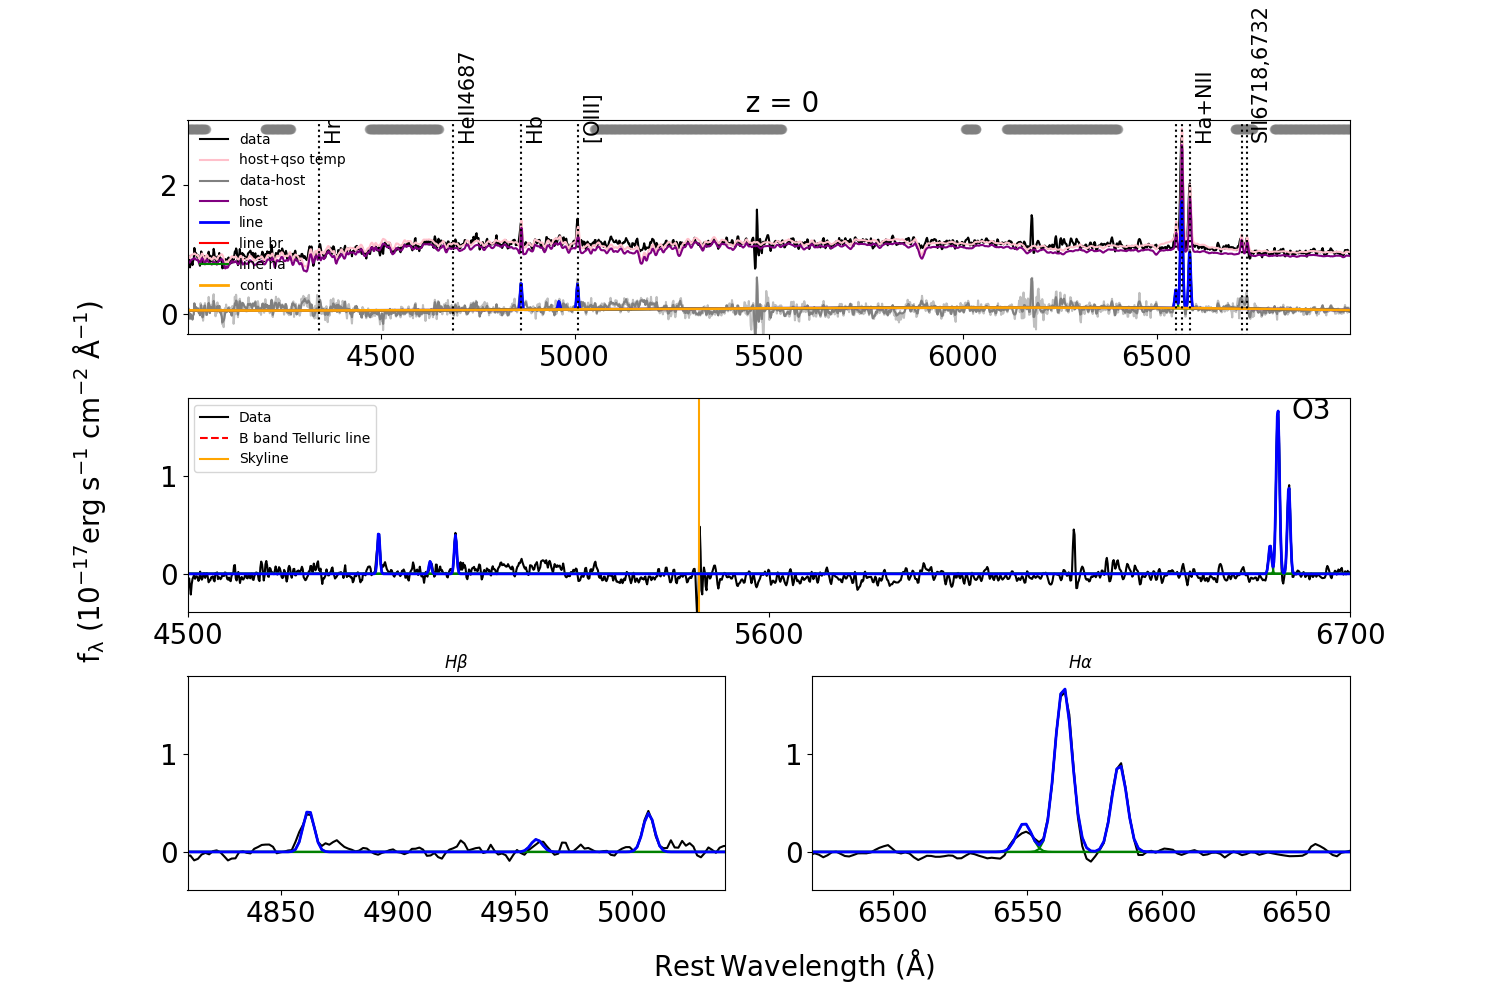 z = 0
Hr
HeII4687
Hb
[OIII]
Ha+NII
SII6718,6732
data
host+qso temp
data-host
host
line
line br
line na
conti
2
0
4500
5000
5500
6000
6500
f_λ (10⁻¹⁷erg s⁻¹ cm⁻² Å⁻¹)
Data
B band Telluric line
Skyline
O3
1
0
4500
5600
6700
Hβ
1
0
4850
4900
4950
5000
Hα
1
0
6500
6550
6600
6650
Rest Wavelength (Å)